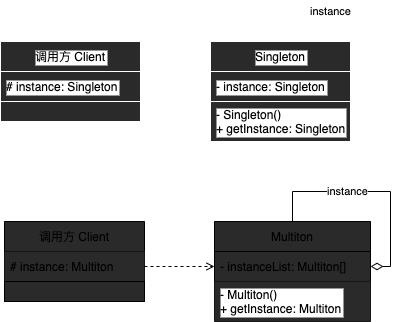 instance
调用方 Client
# instance: Singleton
Singleton
- instance: Singleton
- Singleton()
+ getInstance: Singleton
instance
调用方 Client
# instance: Multiton
Multiton
- instanceList: Multiton[]
- Multiton()
+ getInstance: Multiton